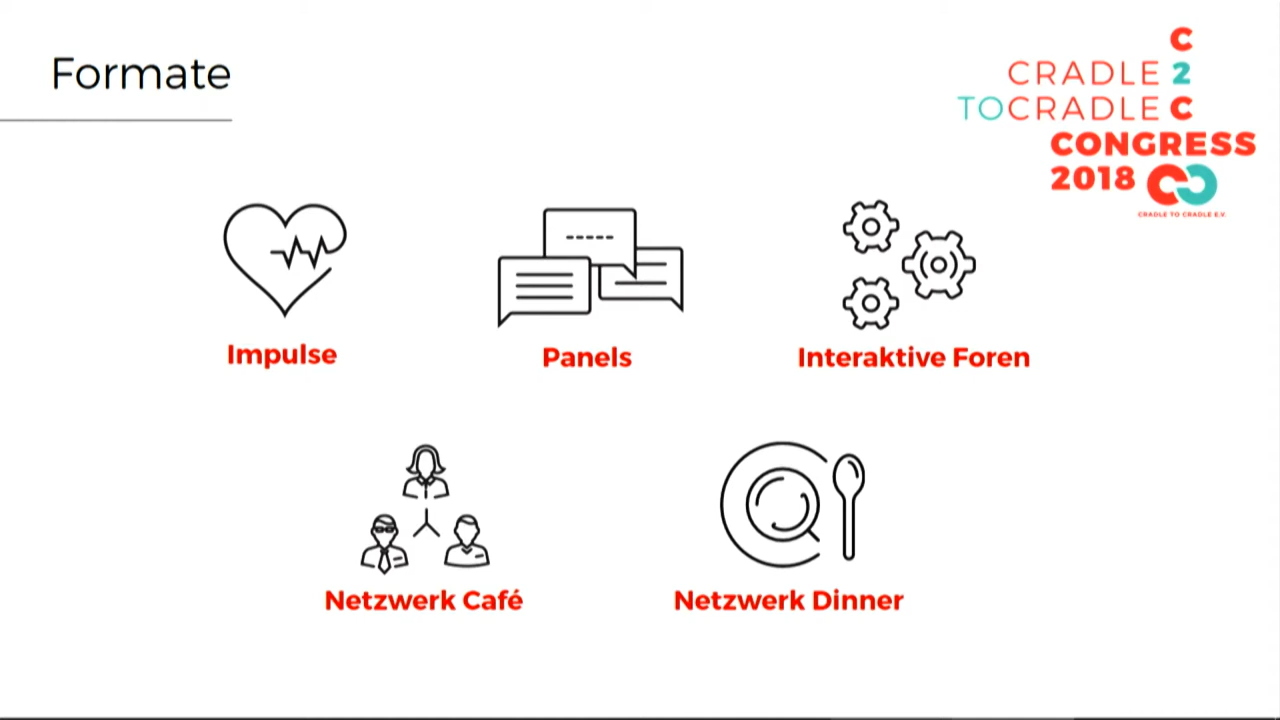 Formate
C
CRADLE 2
TOCRADLE C
CONGRESS
2018
CRADLE TO CRADLE E.V.
Impulse
Panels
Interaktive Foren
Netzwerk Café
Netzwerk Dinner